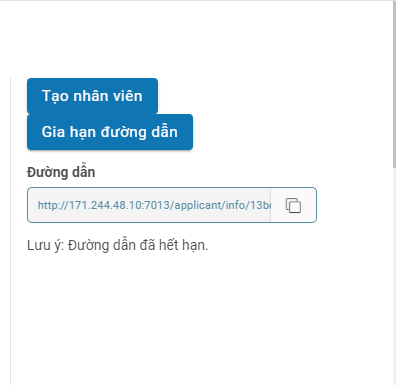 Tạo nhân viên
Gia hạn đường dẫn
Đường dẫn
http://171.244.48.10:7013/applicant/info/13b
Lưu ý: Đường dẫn đã hết hạn.